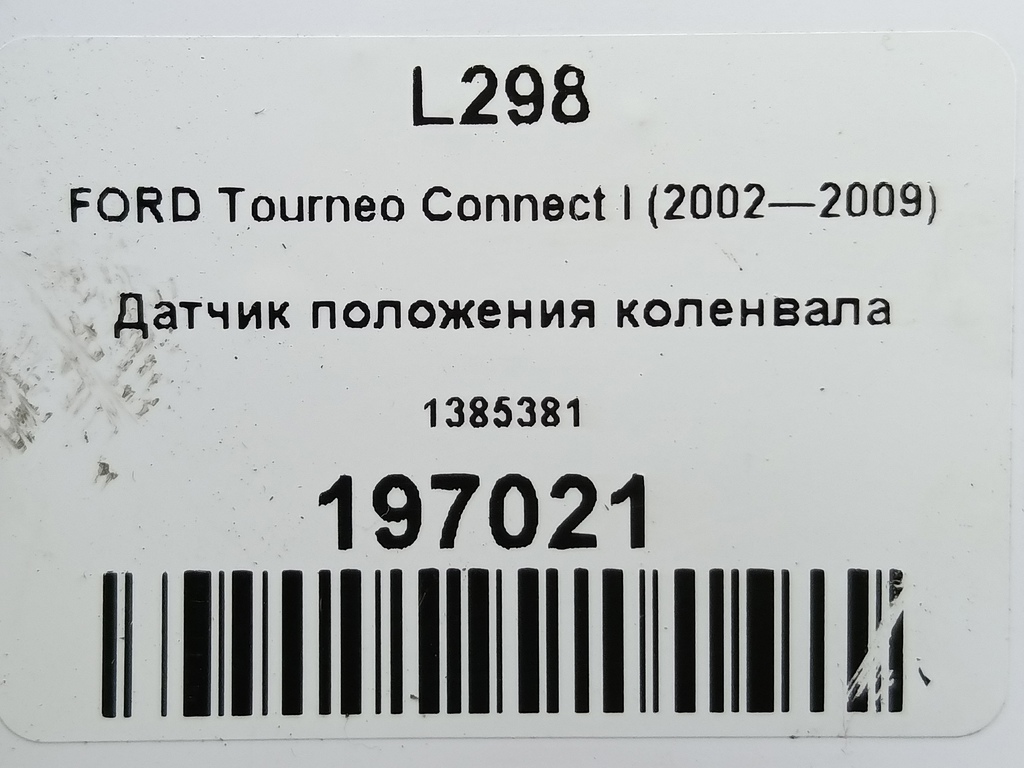 L298
FORD Tourneo Connect I (2002—2009)
Датчик положения коленвала
1385381
197021